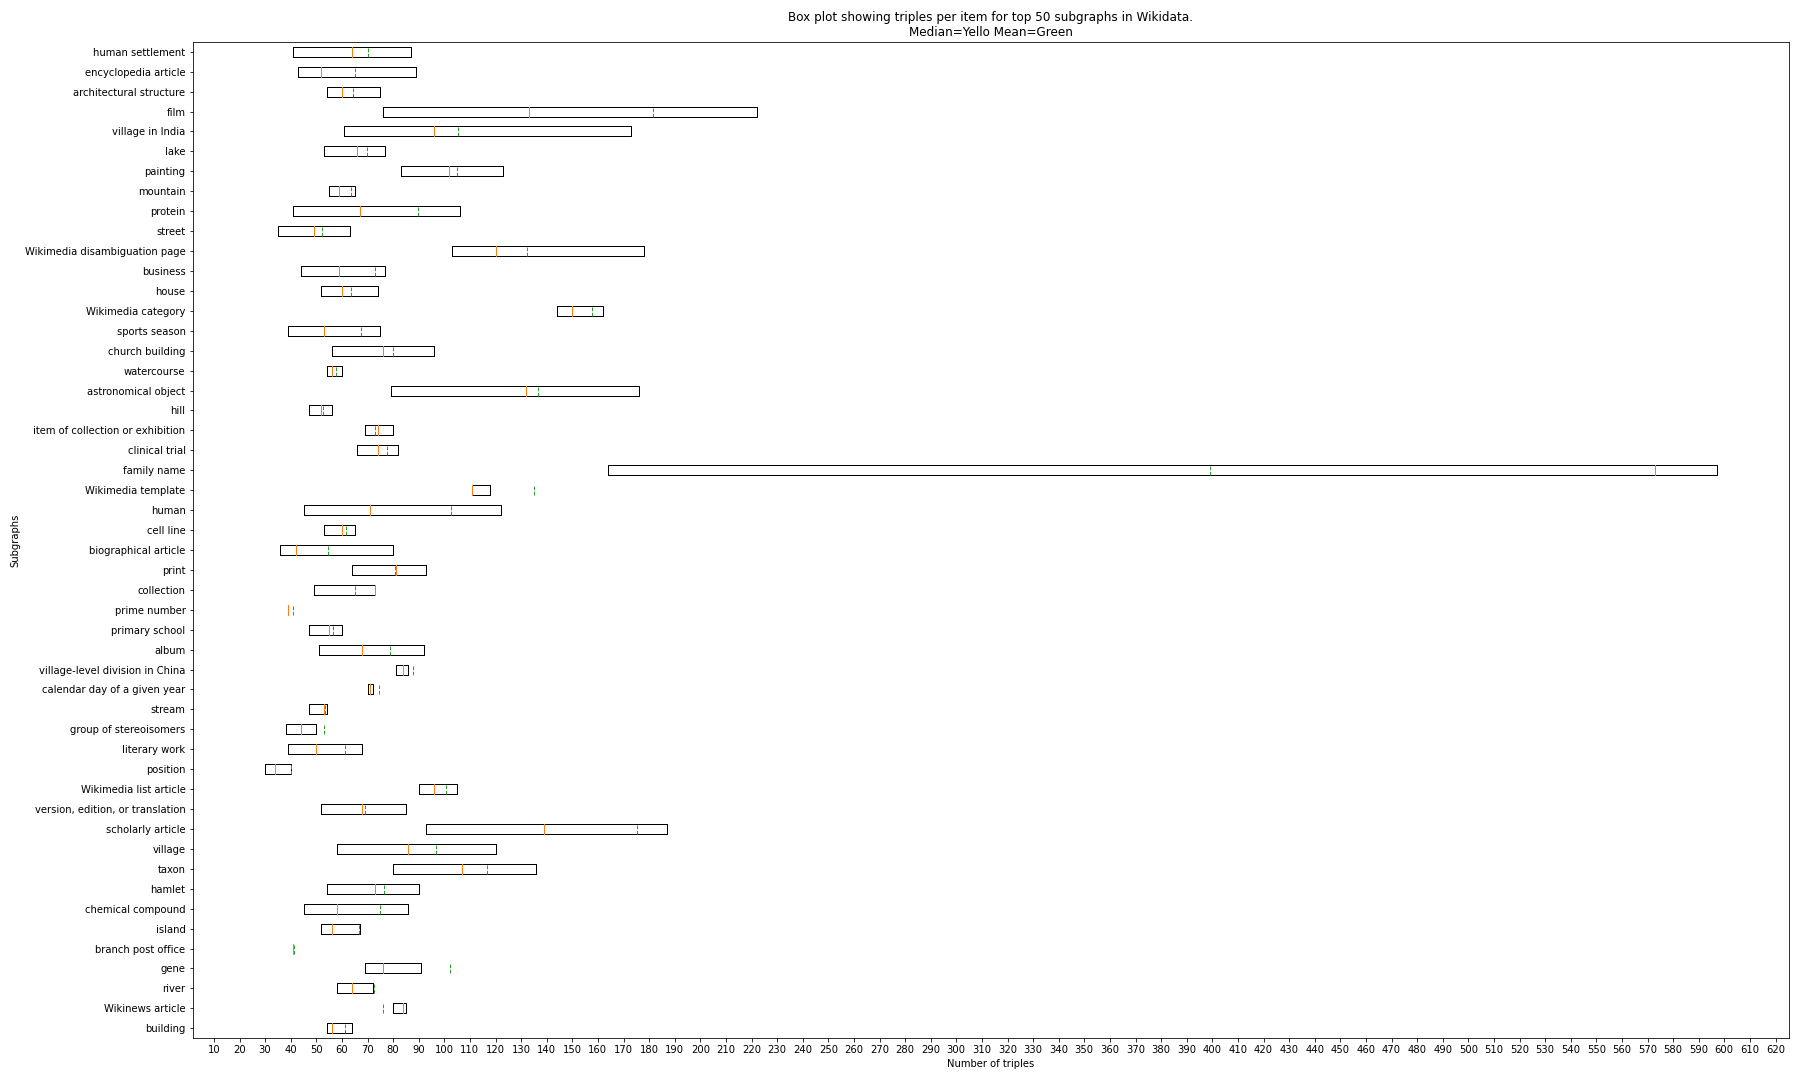 Box plot showing triples per item for top 50 subgraphs in Wikidata.
Median=Yello Mean=Green
human settlement
encyclopedia article
architectural structure
film
village in India
lake
painting
mountain
protein
street
Wikimedia disambiguation page
business
house
Wikimedia category
sports season
church building
watercourse
astronomical object
hill
item of collection or exhibition
clinical trial
family name
Wikimedia template
human
cell line
biographical article
print
collection
prime number
primary school
album
village-level division in China
calendar day of a given year
stream
group of stereoisomers
literary work
position
Wikimedia list article
version, edition, or translation
scholarly article
village
taxon
hamlet
chemical compound
island
branch post office
gene
river
Wikinews article
building
Subgraphs
10 20 30 40 50 60 70 80 90 100 110 120 130 140 150 160 170 180 190 200 210 220 230 240 250 260 270 280 290 300 310 320 330 340 350 360 370 380 390 400 410 420 430 440 450 460 470 480 490 500 510 520 530 540 550 560 570 580 590 600 610 620
Number of triples